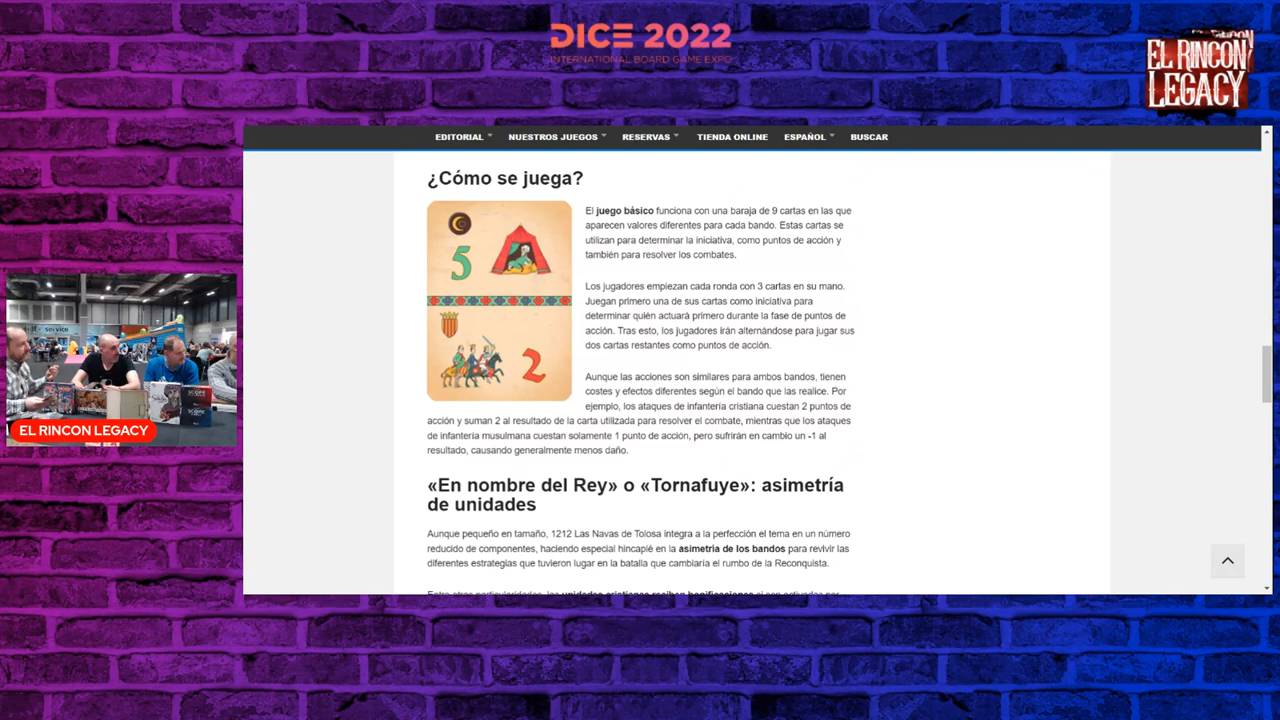 DICE 2022
INTERNATIONAL BOARD GAME EXPO
EL RINCON
LEGACY
EDITORIAL
NUESTROS JUEGOS
RESERVAS
TIENDA ONLINE
ESPAÑOL
BUSCAR
¿Cómo se juega?
5
2
El juego básico funciona con una baraja de 9 cartas en las que
aparecen valores diferentes para cada bando. Estas cartas se
utilizan para determinar la iniciativa, como puntos de acción y
también para resolver los combates.
Los jugadores empiezan cada ronda con 3 cartas en su mano.
Juegan primero una de sus cartas como iniciativa para
determinar quién actuará primero durante la fase de puntos de
acción. Tras esto, los jugadores irán alternándose para jugar sus
dos cartas restantes como puntos de acción.
Aunque las acciones son similares para ambos bandos, tienen
costes y efectos diferentes según el bando que las realice. Por
ejemplo, los ataques de infantería cristiana cuestan 2 puntos de
acción y suman 2 al resultado de la carta utilizada para resolver el combate, mientras que los ataques
de infantería musulmana cuestan solamente 1 punto de acción, pero sufrirán en cambio un -1 al
resultado, causando generalmente menos daño.
«En nombre del Rey» o «Tornafuye»: asimetría
de unidades
Aunque pequeño en tamaño, 1212 Las Navas de Tolosa integra a la perfección el tema en un número
reducido de componentes, haciendo especial hincapié en la asimetría de los bandos para revivir las
diferentes estrategias que tuvieron lugar en la batalla que cambiaría el rumbo de la Reconquista.
service
EL RINCON LEGACY